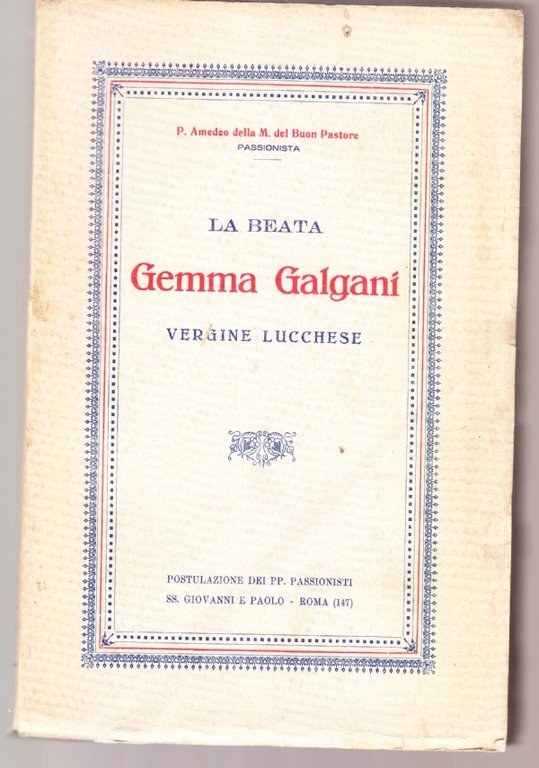 P. Amedeo della M. del Buon Pastore
PASSIONISTA
LA BEATA
Gemma Galgani
VERGINE LUCCHESE
POSTULAZIONE DEI PP. PASSIONISTI
SS. GIOVANNI E PAOLO - ROMA (147)